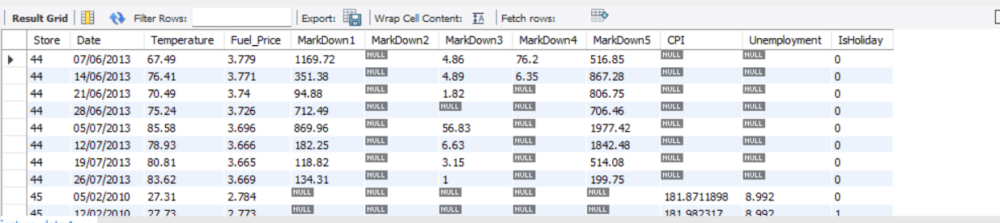 Result Grid Filter Rows: Export: Wrap Cell Content: Fetch rows:
Store Date Temperature Fuel_Price MarkDown1 MarkDown2 MarkDown3 MarkDown4 MarkDown5 CPI Unemployment IsHoliday
44 07/06/2013 67.49 3.779 1169.72 NULL 4.86 76.2 516.85 NULL NULL 0
44 14/06/2013 76.41 3.771 351.38 NULL 4.89 6.35 867.28 NULL NULL 0
44 21/06/2013 70.49 3.74 94.88 NULL 1.82 NULL 806.75 NULL NULL 0
44 28/06/2013 75.24 3.726 712.49 NULL NULL NULL 706.46 NULL NULL 0
44 05/07/2013 85.58 3.696 869.96 NULL 56.83 NULL 1977.42 NULL NULL 0
44 12/07/2013 78.93 3.666 182.25 NULL 6.63 NULL 1842.48 NULL NULL 0
44 19/07/2013 80.81 3.665 118.82 NULL 3.15 NULL 514.08 NULL NULL 0
44 26/07/2013 83.62 3.669 134.31 NULL 1 NULL 199.75 NULL NULL 0
45 05/02/2010 27.31 2.784 NULL NULL NULL NULL NULL 181.8711898 8.992 0
45 12/02/2010 27.73 2.773 NULL NULL NULL NULL NULL 181.982317 8.992 1